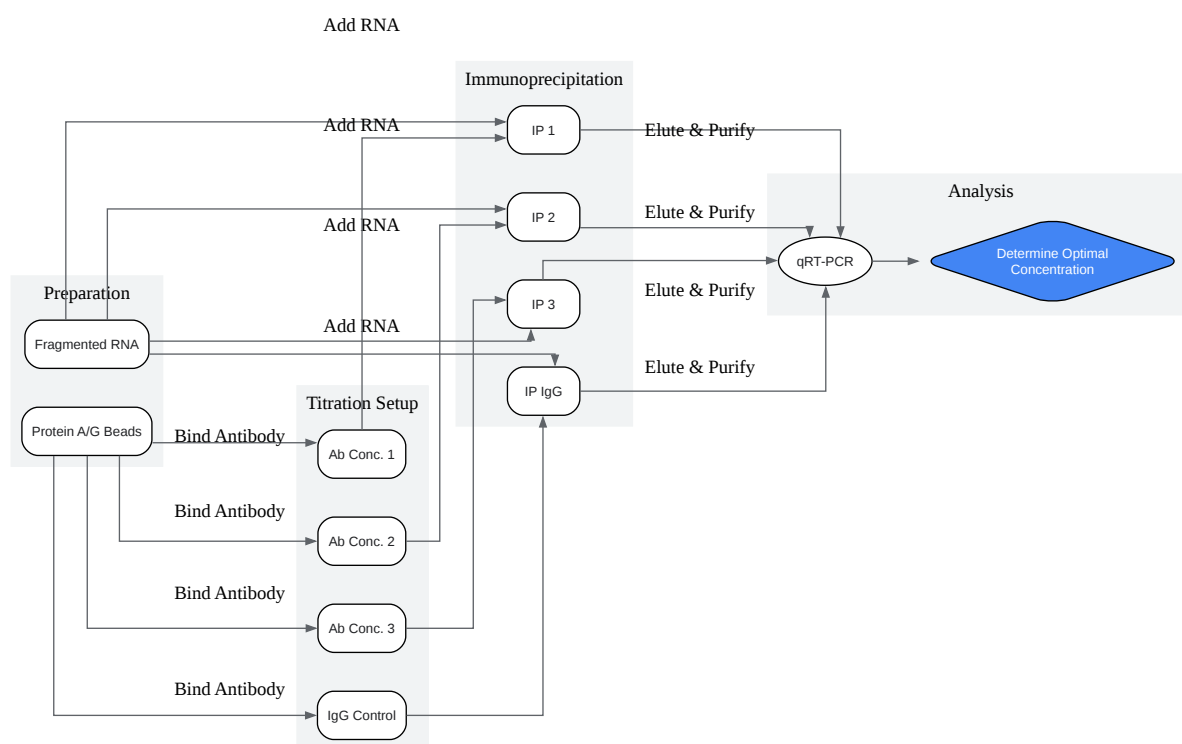 Add RNA
Immunoprecipitation
Add RNA
IP 1
Elute & Purify
Analysis
IP 2
Elute & Purify
Add RNA
qRT-PCR
Determine Optimal
Concentration
Preparation
IP 3
Elute & Purify
Add RNA
Fragmented RNA
Elute & Purify
IP IgG
Titration Setup
Protein A/G Beads
Bind Antibody
Ab Conc. 1
Bind Antibody
Ab Conc. 2
Bind Antibody
Ab Conc. 3
Bind Antibody
IgG Control